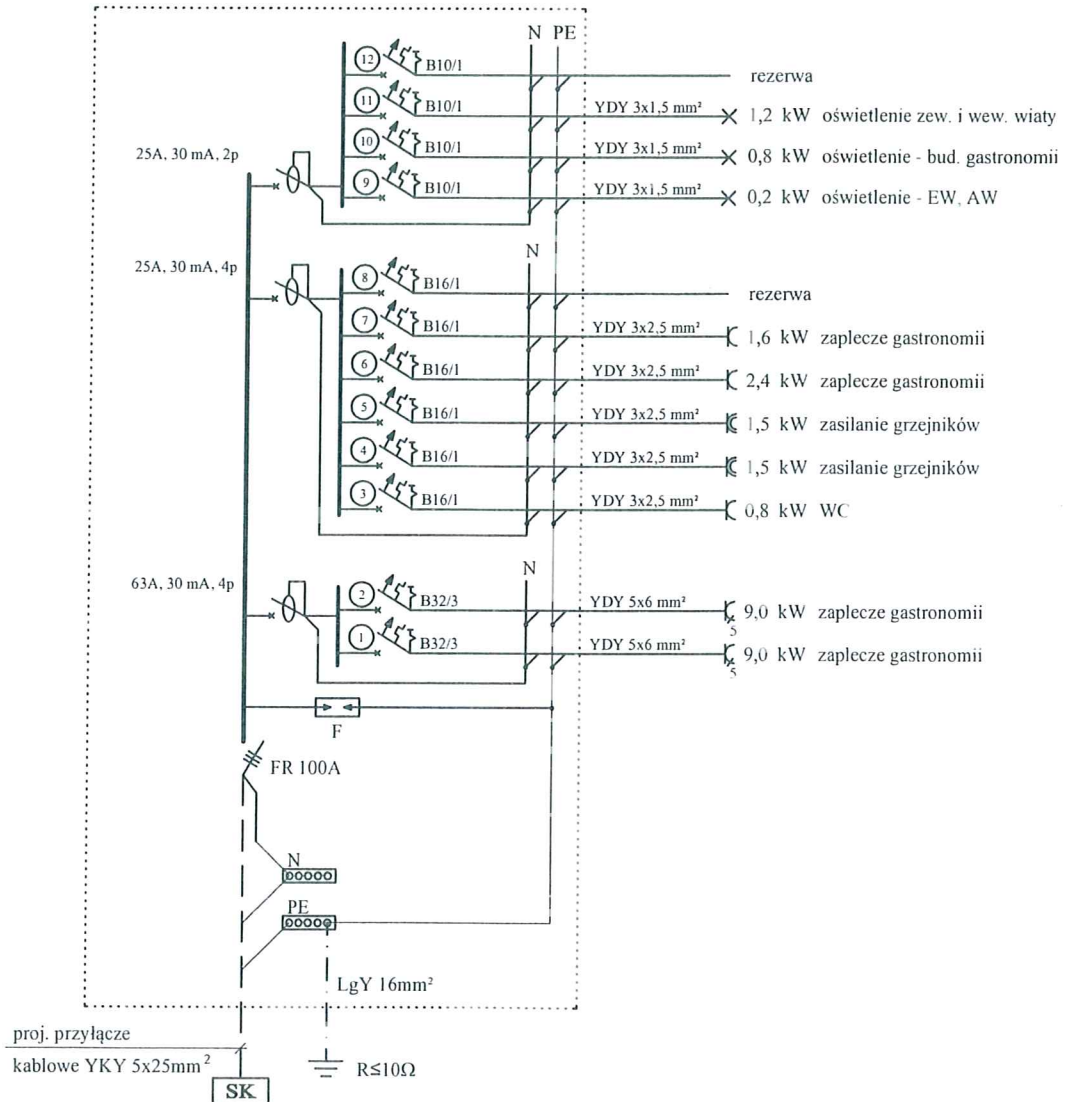 N PE
12 B10/1 rezerwa
11 B10/1 YDY 3x1,5 mm² 1,2 kW oświetlenie zew. i wew. wiaty
25A, 30 mA, 2p
10 B10/1 YDY 3x1,5 mm² 0,8 kW oświetlenie - bud. gastronomii
9 B10/1 YDY 3x1,5 mm² 0,2 kW oświetlenie - EW, AW
N
25A, 30 mA, 4p
8 B16/1 rezerwa
7 B16/1 YDY 3x2,5 mm² 1,6 kW zaplecze gastronomii
6 B16/1 YDY 3x2,5 mm² 2,4 kW zaplecze gastronomii
5 B16/1 YDY 3x2,5 mm² 1,5 kW zasilanie grzejników
4 B16/1 YDY 3x2,5 mm² 1,5 kW zasilanie grzejników
3 B16/1 YDY 3x2,5 mm² 0,8 kW WC
N
63A, 30 mA, 4p
2 B32/3 YDY 5x6 mm² 5 9,0 kW zaplecze gastronomii
1 B32/3 YDY 5x6 mm² 5 9,0 kW zaplecze gastronomii
F
FR 100A
N
PE
LgY 16mm²
proj. przyłącze
kablowe YKY 5x25mm²
R≤10Ω
SK